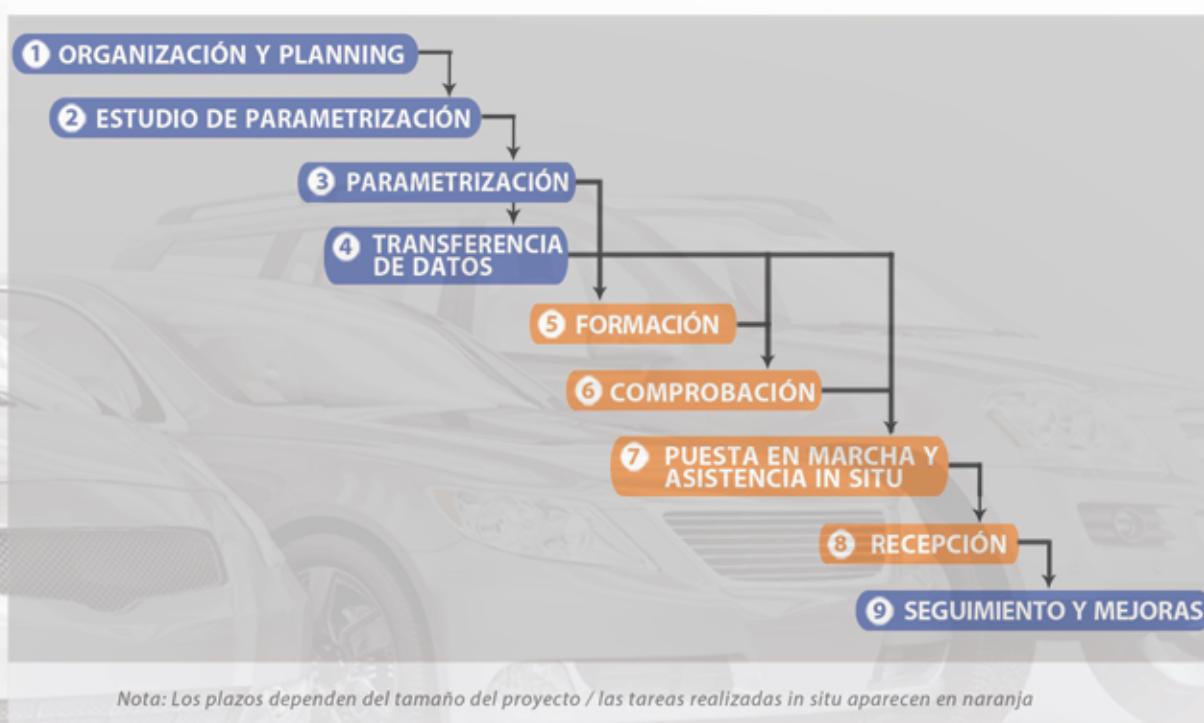 1 ORGANIZACIÓN Y PLANNING
2 ESTUDIO DE PARAMETRIZACIÓN
3 PARAMETRIZACIÓN
4 TRANSFERENCIA
DE DATOS
5 FORMACIÓN
6 COMPROBACIÓN
7 PUESTA EN MARCHA Y
ASISTENCIA IN SITU
8 RECEPCIÓN
9 SEGUIMIENTO Y MEJORAS
Nota: Los plazos dependen del tamaño del proyecto / las tareas realizadas in situ aparecen en naranja